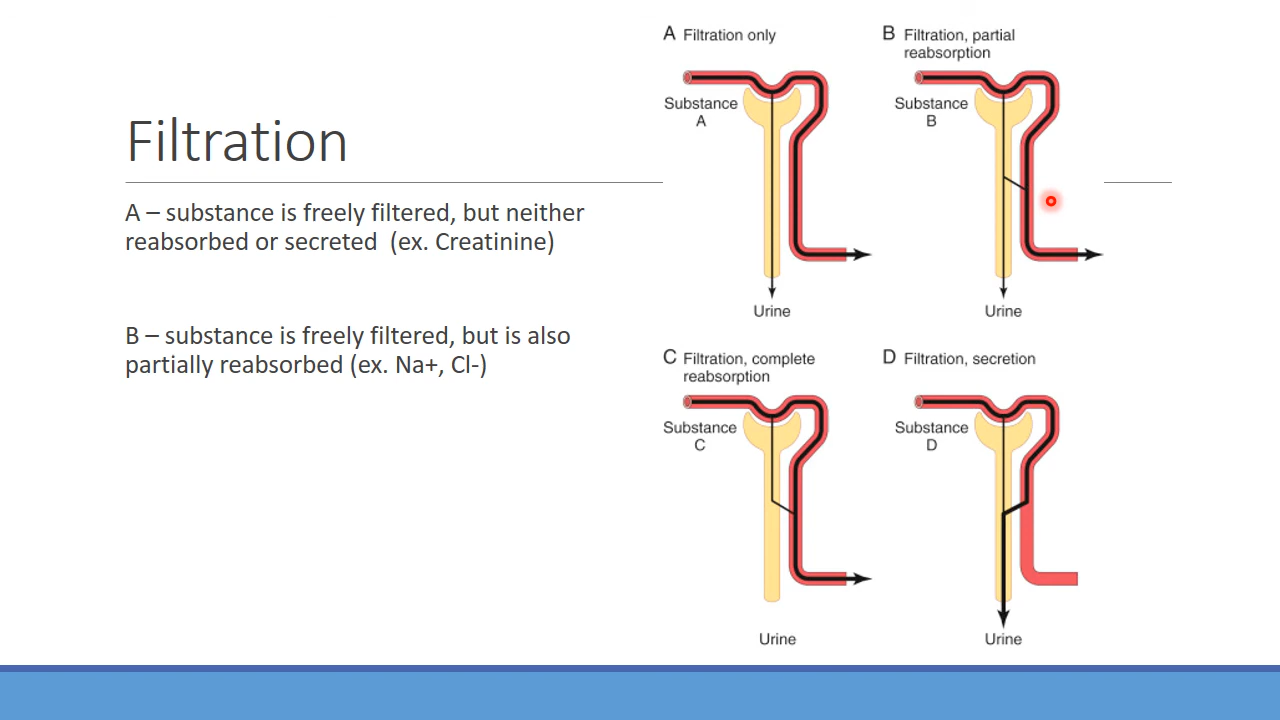 Filtration
A – substance is freely filtered, but neither
reabsorbed or secreted (ex. Creatinine)
B – substance is freely filtered, but is also
partially reabsorbed (ex. Na+, Cl-)
A Filtration only
Substance
A
Urine
B Filtration, partial
reabsorption
Substance
B
Urine
C Filtration, complete
reabsorption
Substance
C
Urine
D Filtration, secretion
Substance
D
Urine